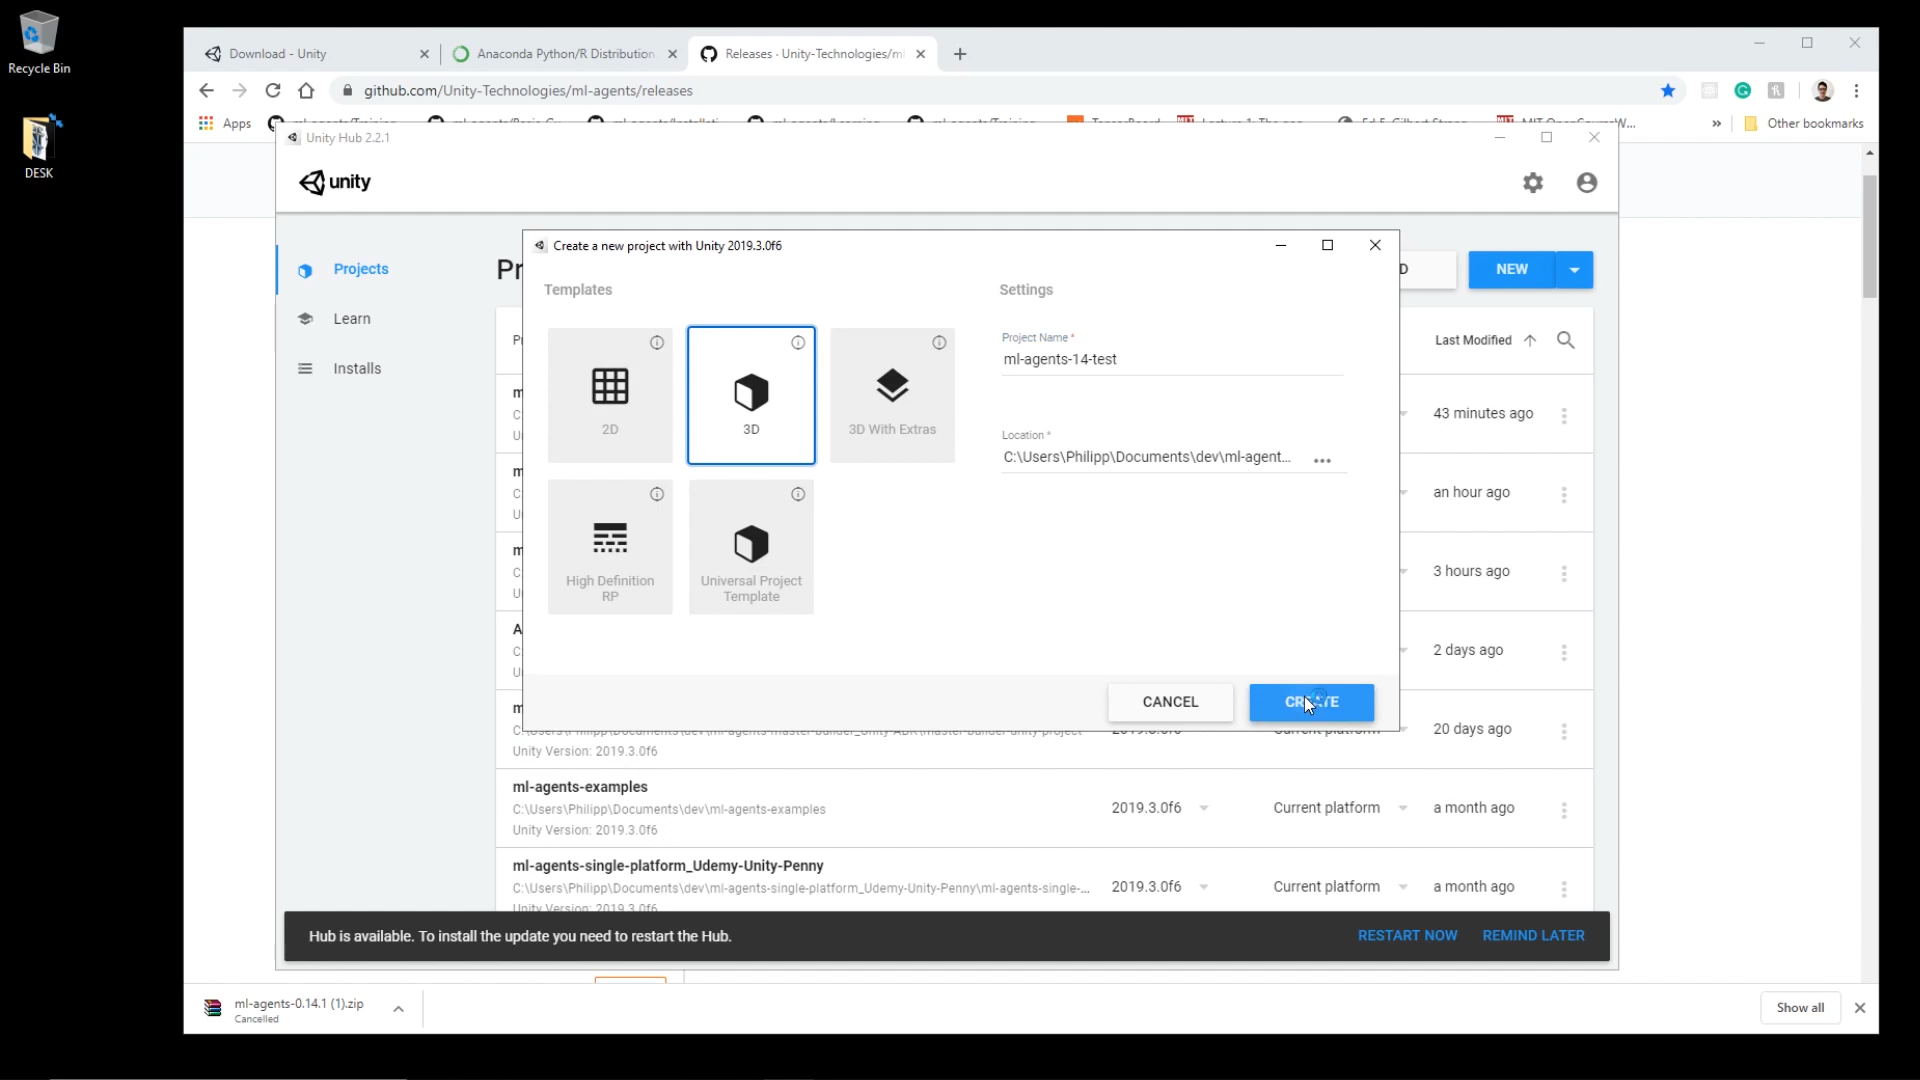 Recycle Bin
DESK
Download - Unity
Anaconda Python/R Distribution
Releases · Unity-Technologies/ml
github.com/Unity-Technologies/ml-agents/releases
Apps
Other bookmarks
Unity Hub 2.2.1
unity
Projects
Learn
Installs
NEW
Last Modified
43 minutes ago
an hour ago
3 hours ago
2 days ago
20 days ago
Create a new project with Unity 2019.3.0f6
Templates
Settings
2D
3D
3D With Extras
High Definition
RP
Universal Project
Template
Project Name *
ml-agents-14-test
Location *
C:\Users\Philipp\Documents\dev\ml-agent...
CANCEL
CREATE
Unity Version: 2019.3.0f6
ml-agents-examples
C:\Users\Philipp\Documents\dev\ml-agents-examples
Unity Version: 2019.3.0f6
2019.3.0f6
Current platform
a month ago
ml-agents-single-platform_Udemy-Unity-Penny
C:\Users\Philipp\Documents\dev\ml-agents-single-platform_Udemy-Unity-Penny\ml-agents-single-...
Unity Version: 2019.3.0f6
2019.3.0f6
Current platform
a month ago
Hub is available. To install the update you need to restart the Hub.
RESTART NOW
REMIND LATER
ml-agents-0.14.1 (1).zip
Cancelled
Show all